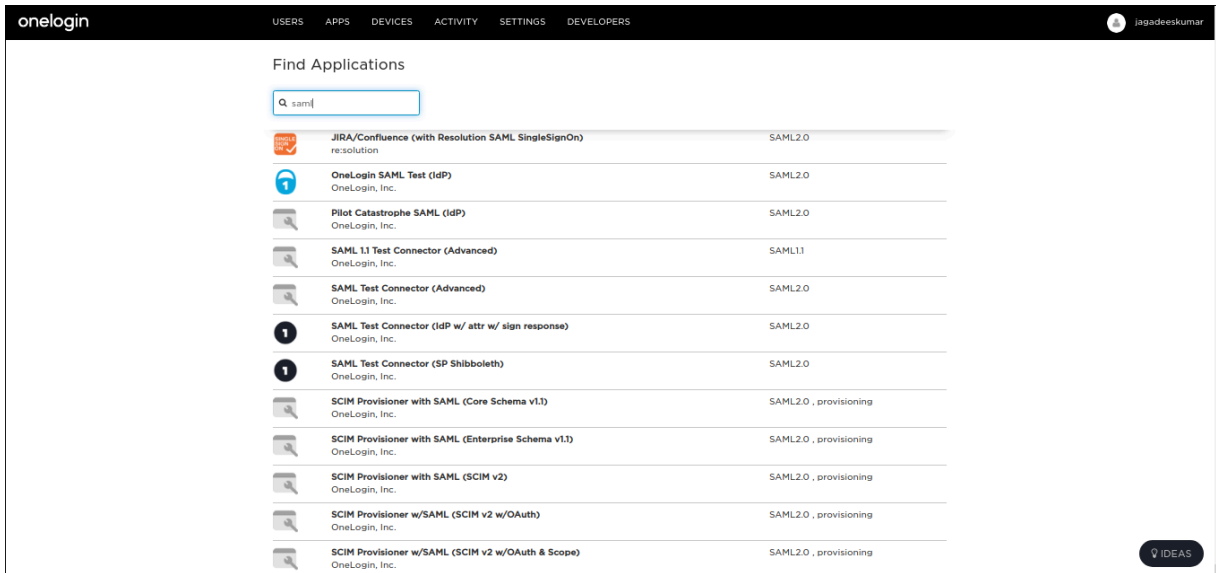 onelogin USERS APPS DEVICES ACTIVITY SETTINGS DEVELOPERS jagadeeskumar
Find Applications
saml
SINGLE SIGN ON JIRA/Confluence (with Resolution SAML SingleSignOn) SAML2.0
re:solution
1 OneLogin SAML Test (IdP) SAML2.0
OneLogin, Inc.
Pilot Catastrophe SAML (IdP) SAML2.0
OneLogin, Inc.
SAML 1.1 Test Connector (Advanced) SAML1.1
OneLogin, Inc.
SAML Test Connector (Advanced) SAML2.0
OneLogin, Inc.
1 SAML Test Connector (IdP w/ attr w/ sign response) SAML2.0
OneLogin, Inc.
1 SAML Test Connector (SP Shibboleth) SAML2.0
OneLogin, Inc.
SCIM Provisioner with SAML (Core Schema v1.1) SAML2.0 , provisioning
OneLogin, Inc.
SCIM Provisioner with SAML (Enterprise Schema v1.1) SAML2.0 , provisioning
OneLogin, Inc.
SCIM Provisioner with SAML (SCIM v2) SAML2.0 , provisioning
OneLogin, Inc.
SCIM Provisioner w/SAML (SCIM v2 w/OAuth) SAML2.0 , provisioning
OneLogin, Inc.
SCIM Provisioner w/SAML (SCIM v2 w/OAuth & Scope) SAML2.0 , provisioning
OneLogin, Inc.
IDEAS